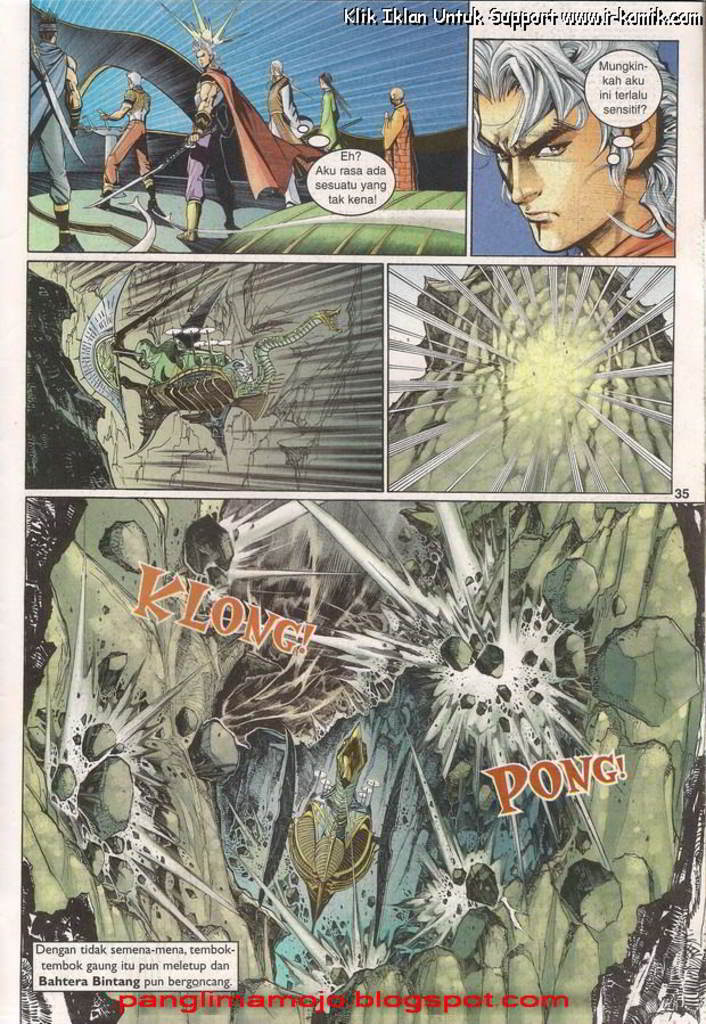 Klik Iklan Untuk Support www.ir-komik.com
Eh?
Aku rasa ada
sesuatu yang
tak kena!
Mungkin-
kah aku
ini terlalu
sensitif?
35
KLONG!
PONG!
Dengan tidak semena-mena, tembok-
tembok gaung itu pun meletup dan
Bahtera Bintang pun bergoncang.
panglimamojo.blogspot.com